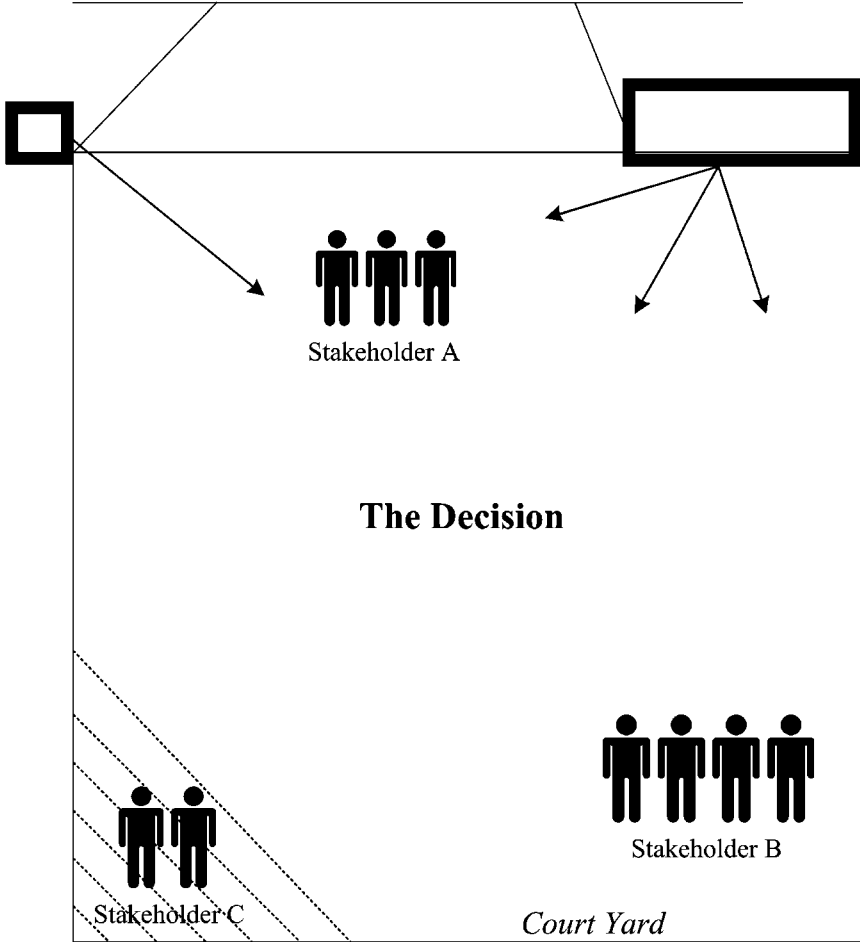 Stakeholder A
The Decision
Stakeholder B
Stakeholder C
Court Yard